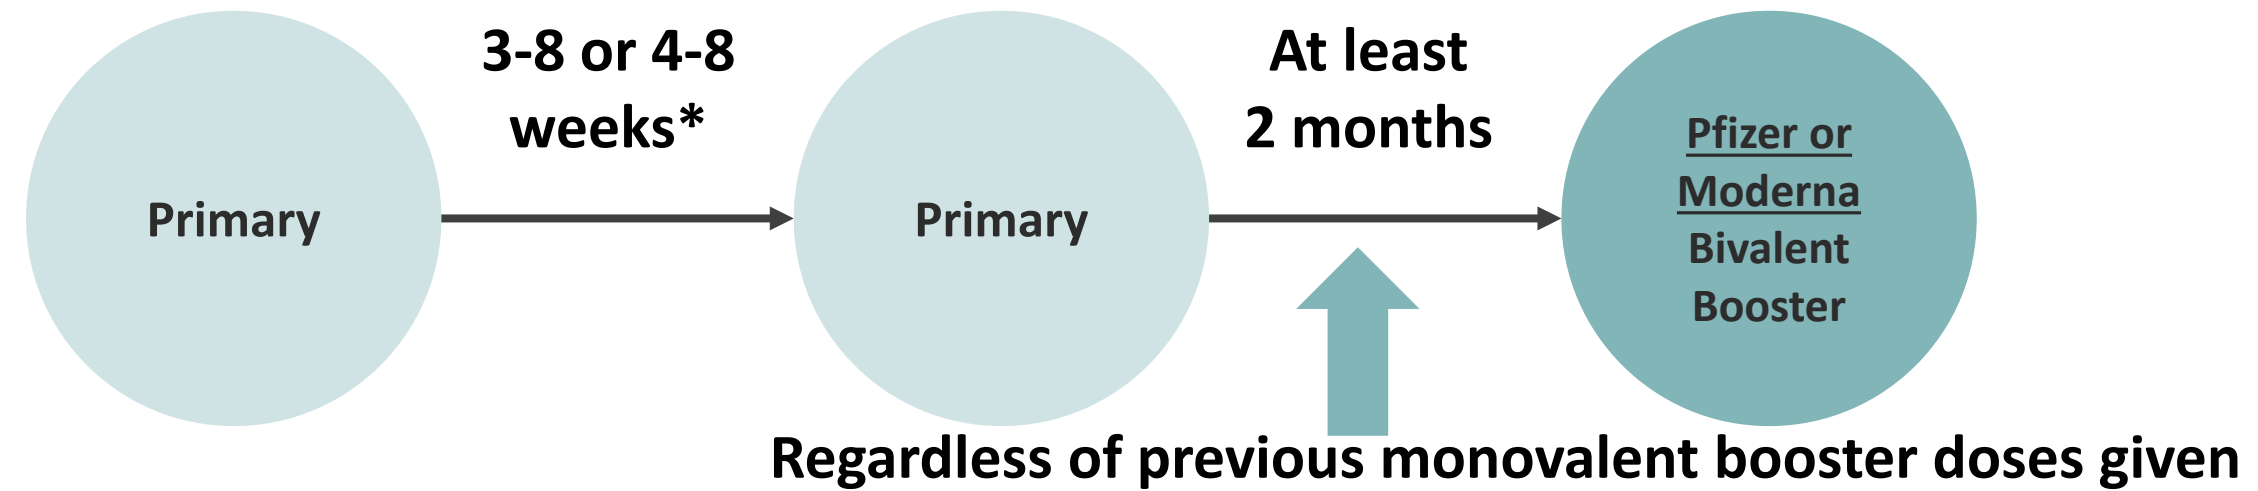 Primary
3-8 or 4-8
weeks*
Primary
At least
2 months
Pfizer or
Moderna
Bivalent
Booster
Regardless of previous monovalent booster doses given